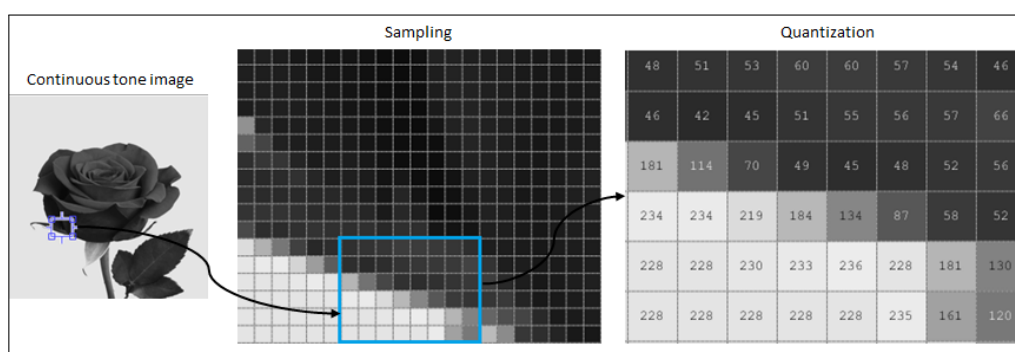 Sampling
Quantization
Continuous tone image
48 51 53 60 60 57 54 46
46 42 45 51 55 56 57 66
181 114 70 49 45 48 52 56
234 234 219 184 134 87 58 52
228 228 230 233 236 228 181 130
228 228 228 228 228 235 161 120